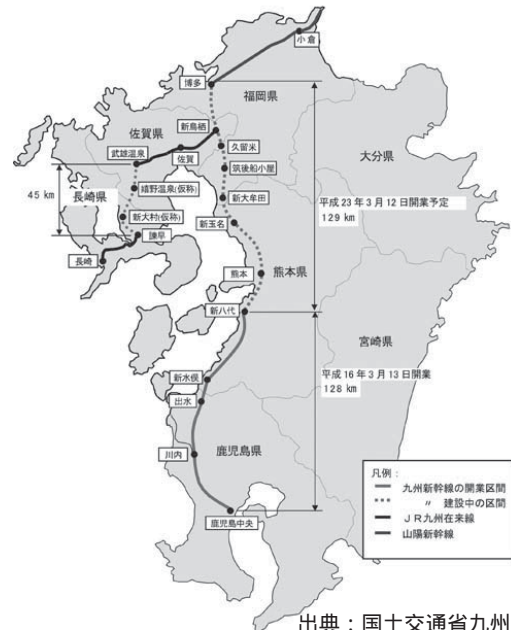 小倉
博多
福岡県
新鳥栖
佐賀県
久留米
大分県
武雄温泉
佐賀
筑後船小屋
嬉野温泉(仮称)
45 km
長崎県
新大牟田
平成23年3月12日開業予定
129 km
新大村(仮称)
新玉名
諫早
長崎
熊本
熊本県
新八代
宮崎県
新水俣
平成16年3月13日開業
128 km
出水
川内
鹿児島県
凡例:
九州新幹線の開業区間
〃 建設中の区間
JR九州在来線
山陽新幹線
鹿児島中央
出典:国土交通省九州